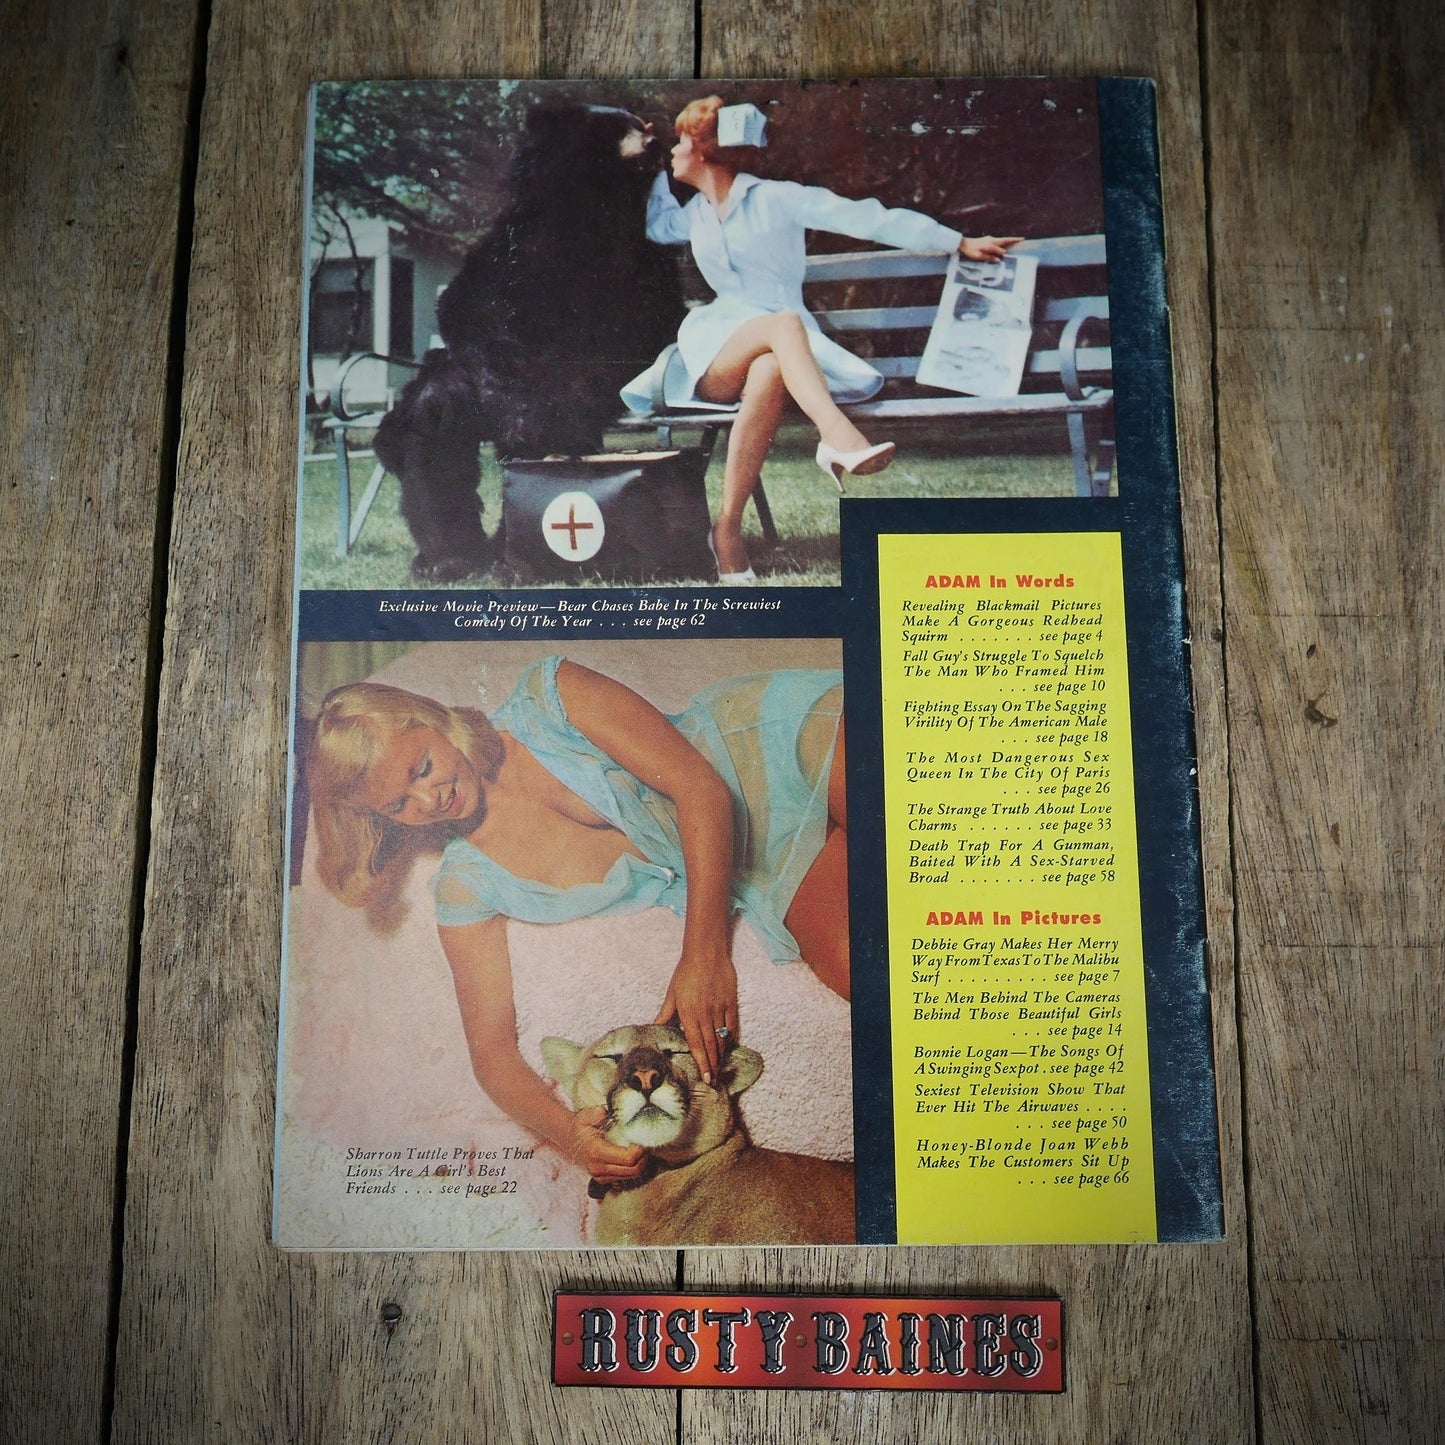 Exclusive Movie Preview—Bear Chases Babe In The Screwiest
Comedy Of The Year . . . see page 62
Sharron Tuttle Proves That
Lions Are A Girl's Best
Friends . . . see page 22
ADAM In Words
Revealing Blackmail Pictures
Make A Gorgeous Redhead
Squirm . . . . . . . see page 4
Fall Guy's Struggle To Squelch
The Man Who Framed Him
. . . see page 10
Fighting Essay On The Sagging
Virility Of The American Male
. . . see page 18
The Most Dangerous Sex
Queen In The City Of Paris
. . . see page 26
The Strange Truth About Love
Charms . . . . . . see page 33
Death Trap For A Gunman,
Baited With A Sex-Starved
Broad . . . . . . . see page 58
ADAM In Pictures
Debbie Gray Makes Her Merry
Way From Texas To The Malibu
Surf . . . . . . . . . see page 7
The Men Behind The Cameras
Behind Those Beautiful Girls
. . . see page 14
Bonnie Logan—The Songs Of
A Swinging Sexpot . see page 42
Sexiest Television Show That
Ever Hit The Airwaves . . . .
. . . see page 50
Honey-Blonde Joan Webb
Makes The Customers Sit Up
. . . see page 66
RUSTY BAINES